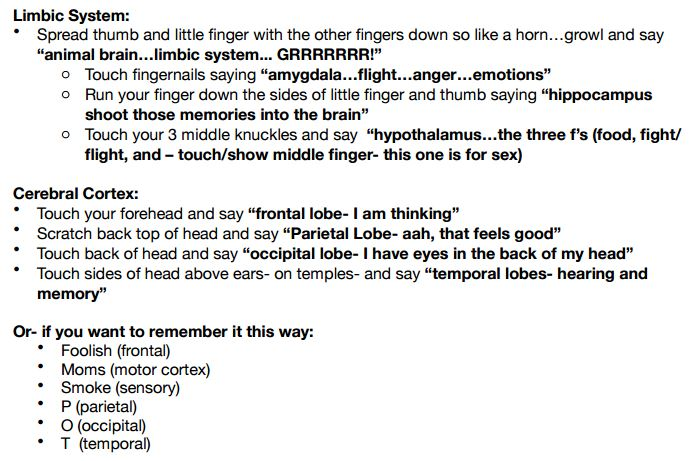 Limbic System:
• Spread thumb and little finger with the other fingers down so like a horn…growl and say
“animal brain…limbic system... GRRRRRRR!”
o Touch fingernails saying “amygdala…flight…anger…emotions”
o Run your finger down the sides of little finger and thumb saying “hippocampus
shoot those memories into the brain”
o Touch your 3 middle knuckles and say “hypothalamus…the three f’s (food, fight/
flight, and – touch/show middle finger- this one is for sex)
Cerebral Cortex:
• Touch your forehead and say “frontal lobe- I am thinking”
• Scratch back top of head and say “Parietal Lobe- aah, that feels good”
• Touch back of head and say “occipital lobe- I have eyes in the back of my head”
• Touch sides of head above ears- on temples- and say “temporal lobes- hearing and
memory”
Or- if you want to remember it this way:
• Foolish (frontal)
• Moms (motor cortex)
• Smoke (sensory)
• P (parietal)
• O (occipital)
• T (temporal)